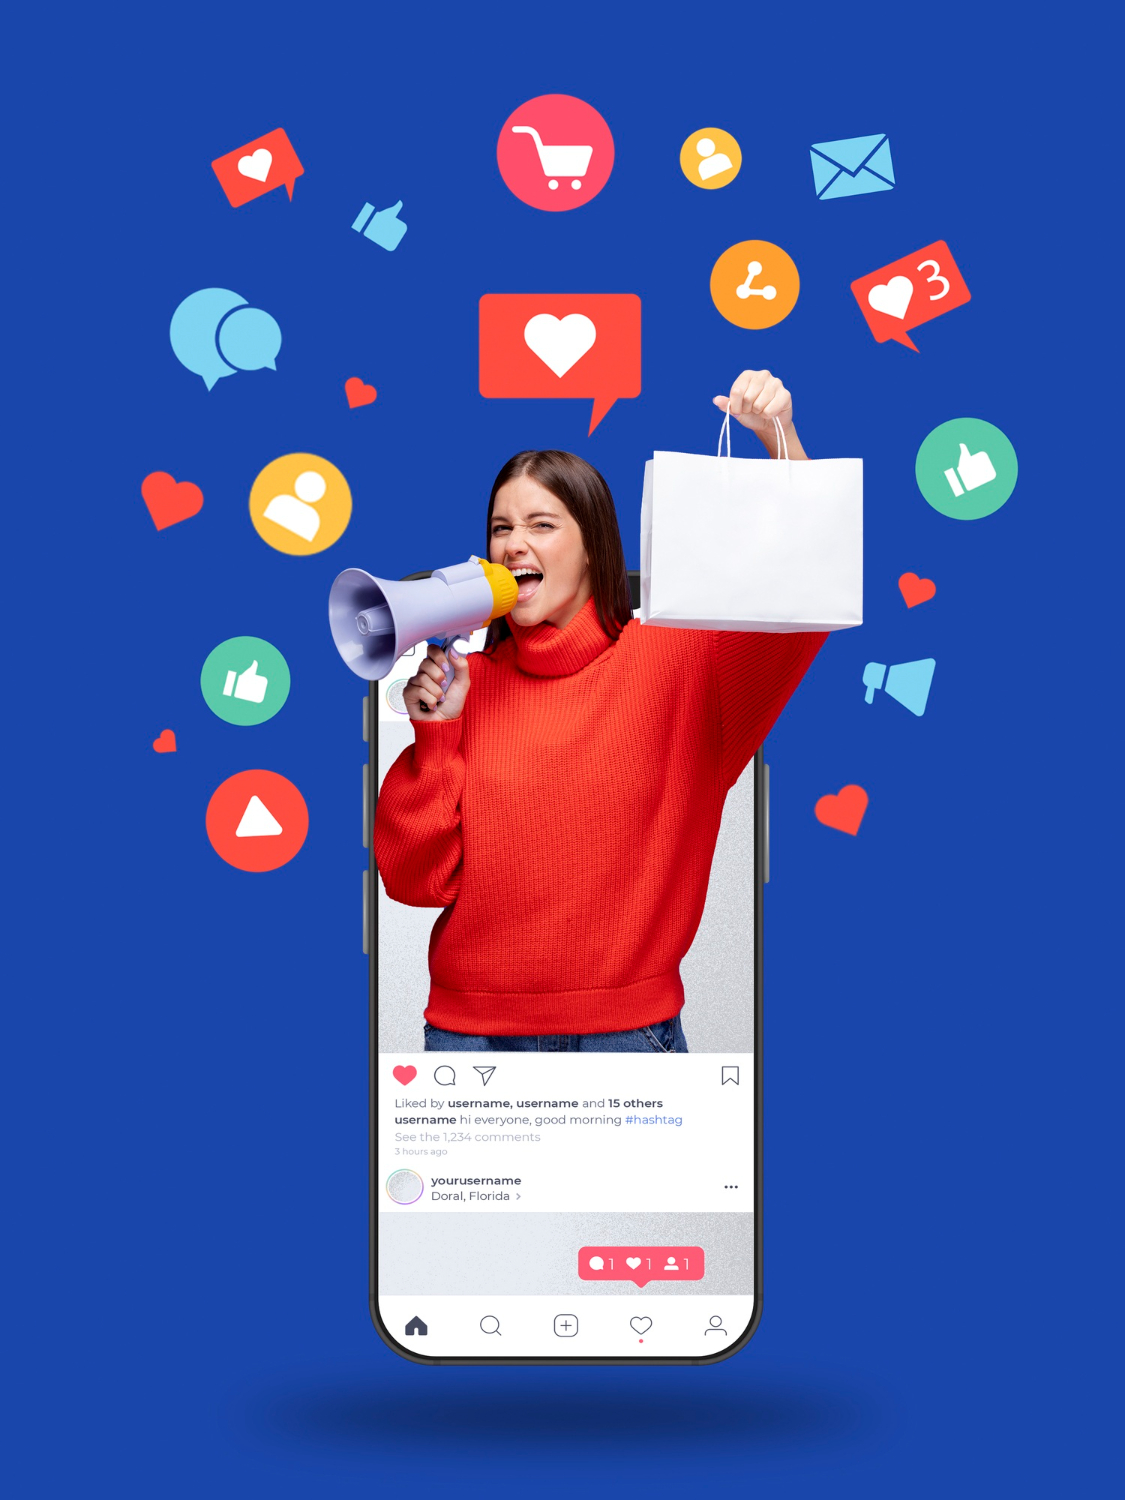 3
Liked by username, username and 15 others
username hi everyone, good morning #hashtag
See the 1,234 comments
3 hours ago
yourusername
Doral, Florida >
1 1 1